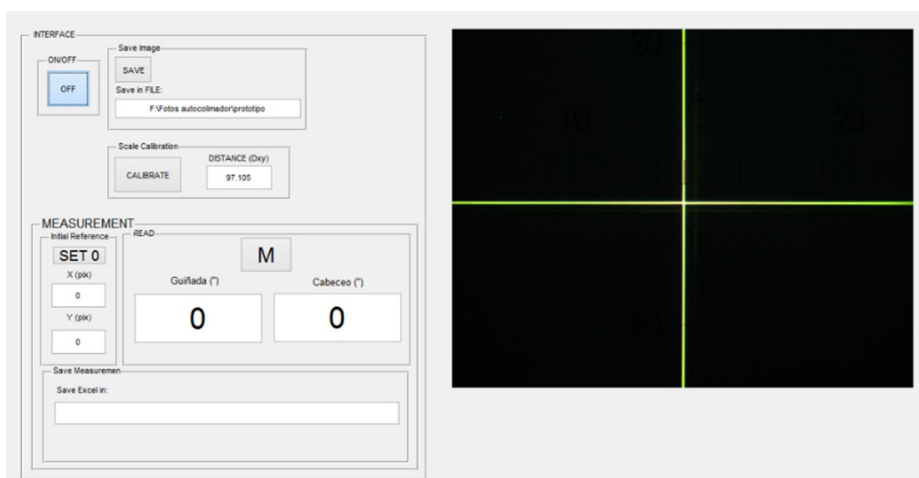 INTERFACE
ON/OFF
OFF
Save Image
SAVE
Save in FILE:
F:\Fotos autocolimador\prototipo
Scale Calibration
CALIBRATE
DISTANCE (Dxy)
97.105
MEASUREMENT
Initial Reference
SET 0
X (pix)
0
Y (pix)
0
READ
M
Guiñada (")
0
Cabeceo (")
0
Save Measuremen
Save Excel in:
20
10
20
10